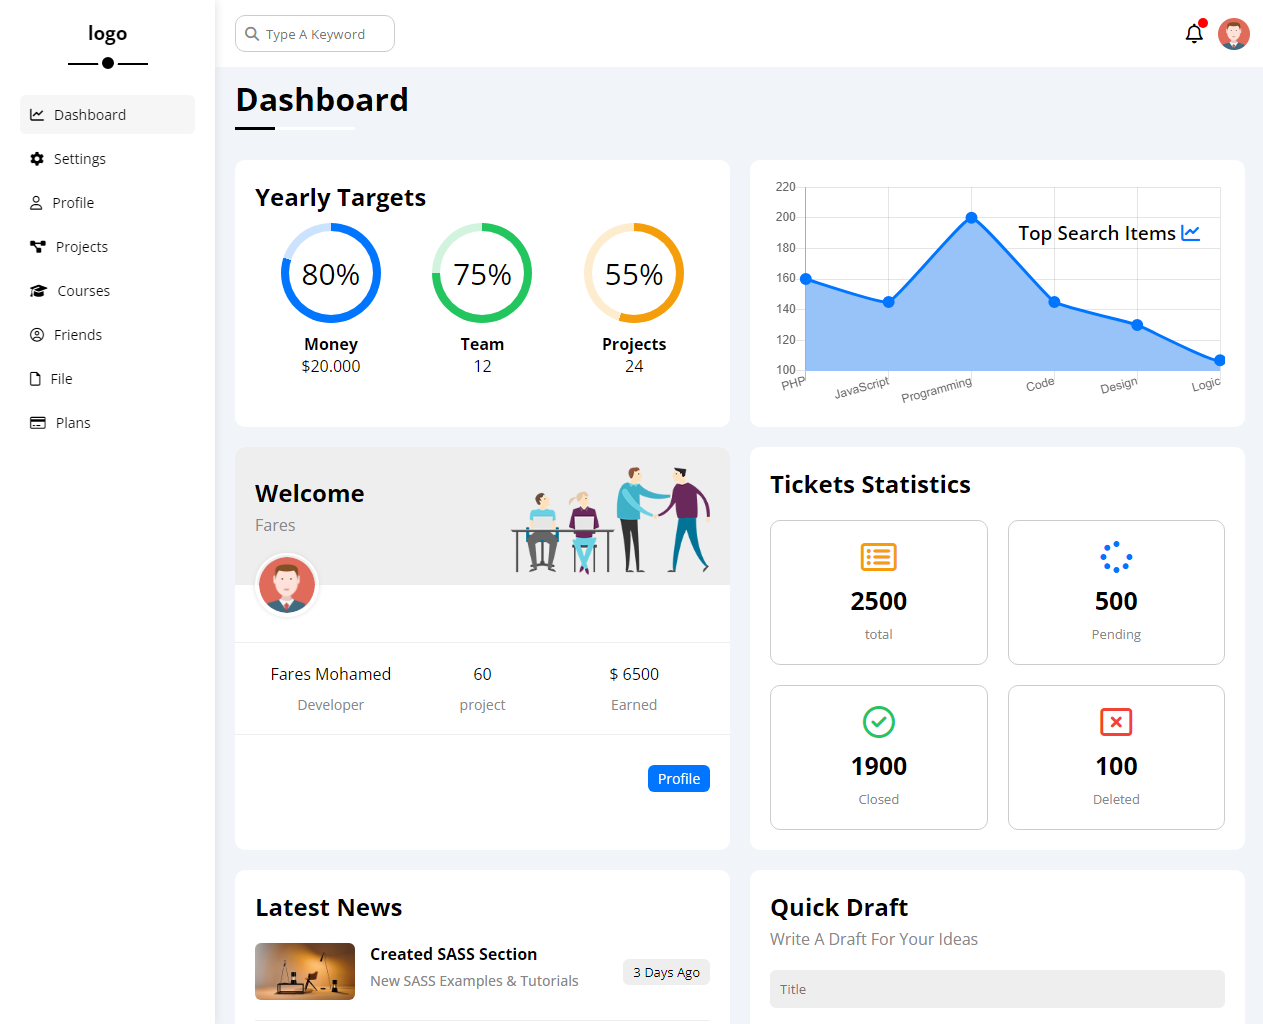 logo
Dashboard
Settings
Profile
Projects
Courses
Friends
File
Plans
Type A Keyword
Dashboard
Yearly Targets
80%
75%
55%
Money
Team
Projects
$20.000
12
24
Top Search Items
220
200
180
160
140
120
100
PHP
JavaScript
Programming
Code
Design
Logic
Welcome
Fares
Fares Mohamed
60
$ 6500
Developer
project
Earned
Profile
Tickets Statistics
2500
total
500
Pending
1900
Closed
100
Deleted
Latest News
Created SASS Section
New SASS Examples & Tutorials
3 Days Ago
Quick Draft
Write A Draft For Your Ideas
Title